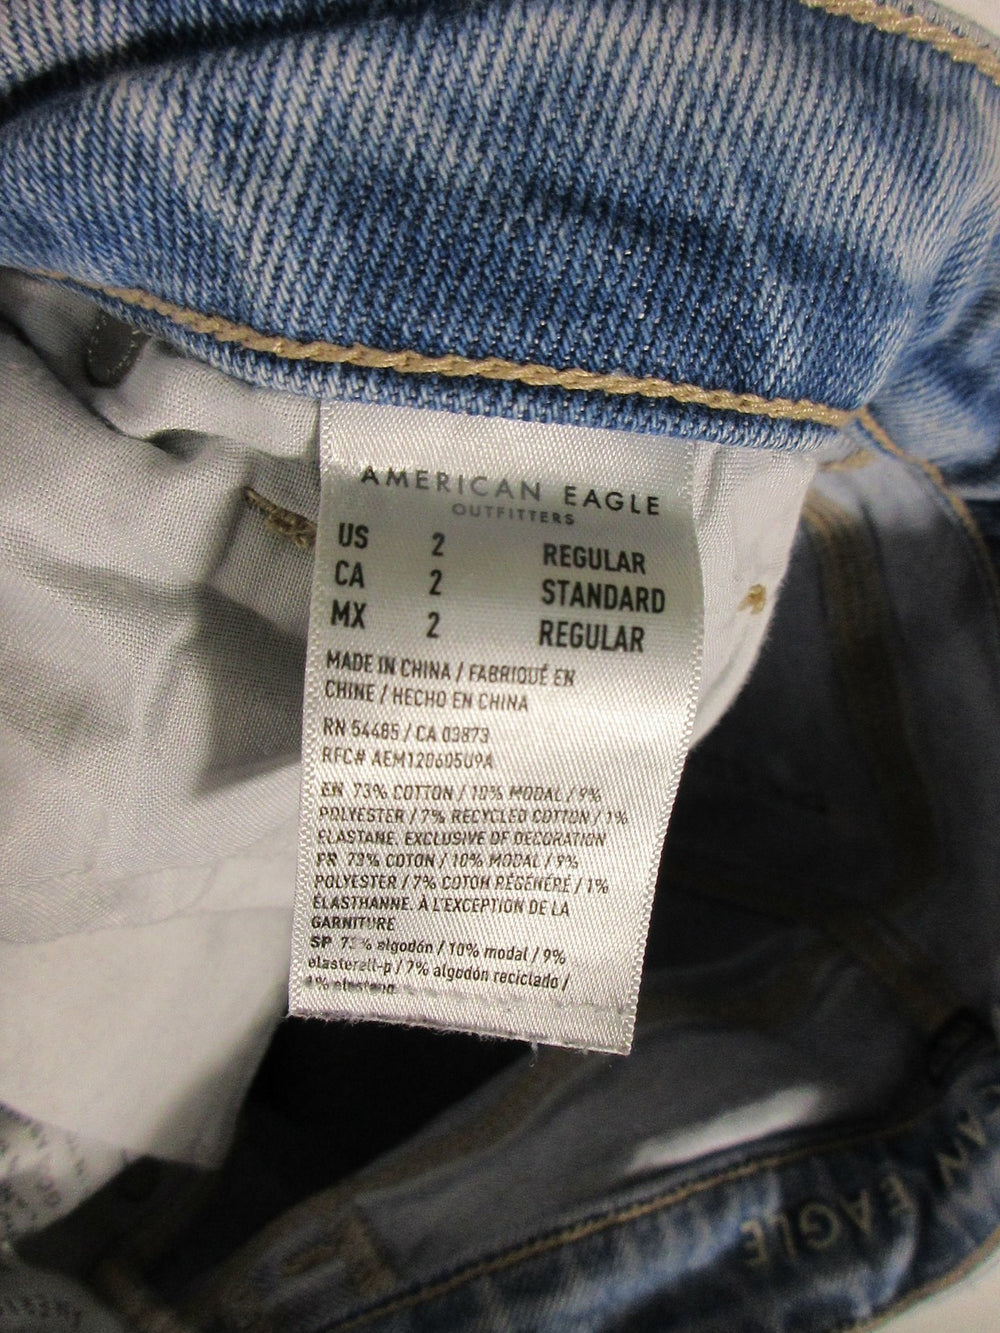 AMERICAN EAGLE
OUTFITTERS
US 2 REGULAR
CA 2 STANDARD
MX 2 REGULAR
MADE IN CHINA / FABRIQUÉ EN
CHINE / HECHO EN CHINA
RN 54485 / CA 03873
RFC# AEM120605U9A
EN 73% COTTON / 10% MODAL / 9%
POLYESTER / 7% RECYCLED COTTON / 1%
ELASTANE. EXCLUSIVE OF DECORATION
FR 73% COTON / 10% MODAL / 9%
POLYESTER / 7% COTON RÉGÉNÉRÉ / 1%
ÉLASTHANNE. À L'EXCEPTION DE LA
GARNITURE
SP 73% algodón / 10% modal / 9%
elasterell-p / 7% algodón reciclado /
1% elastano
EAGLE